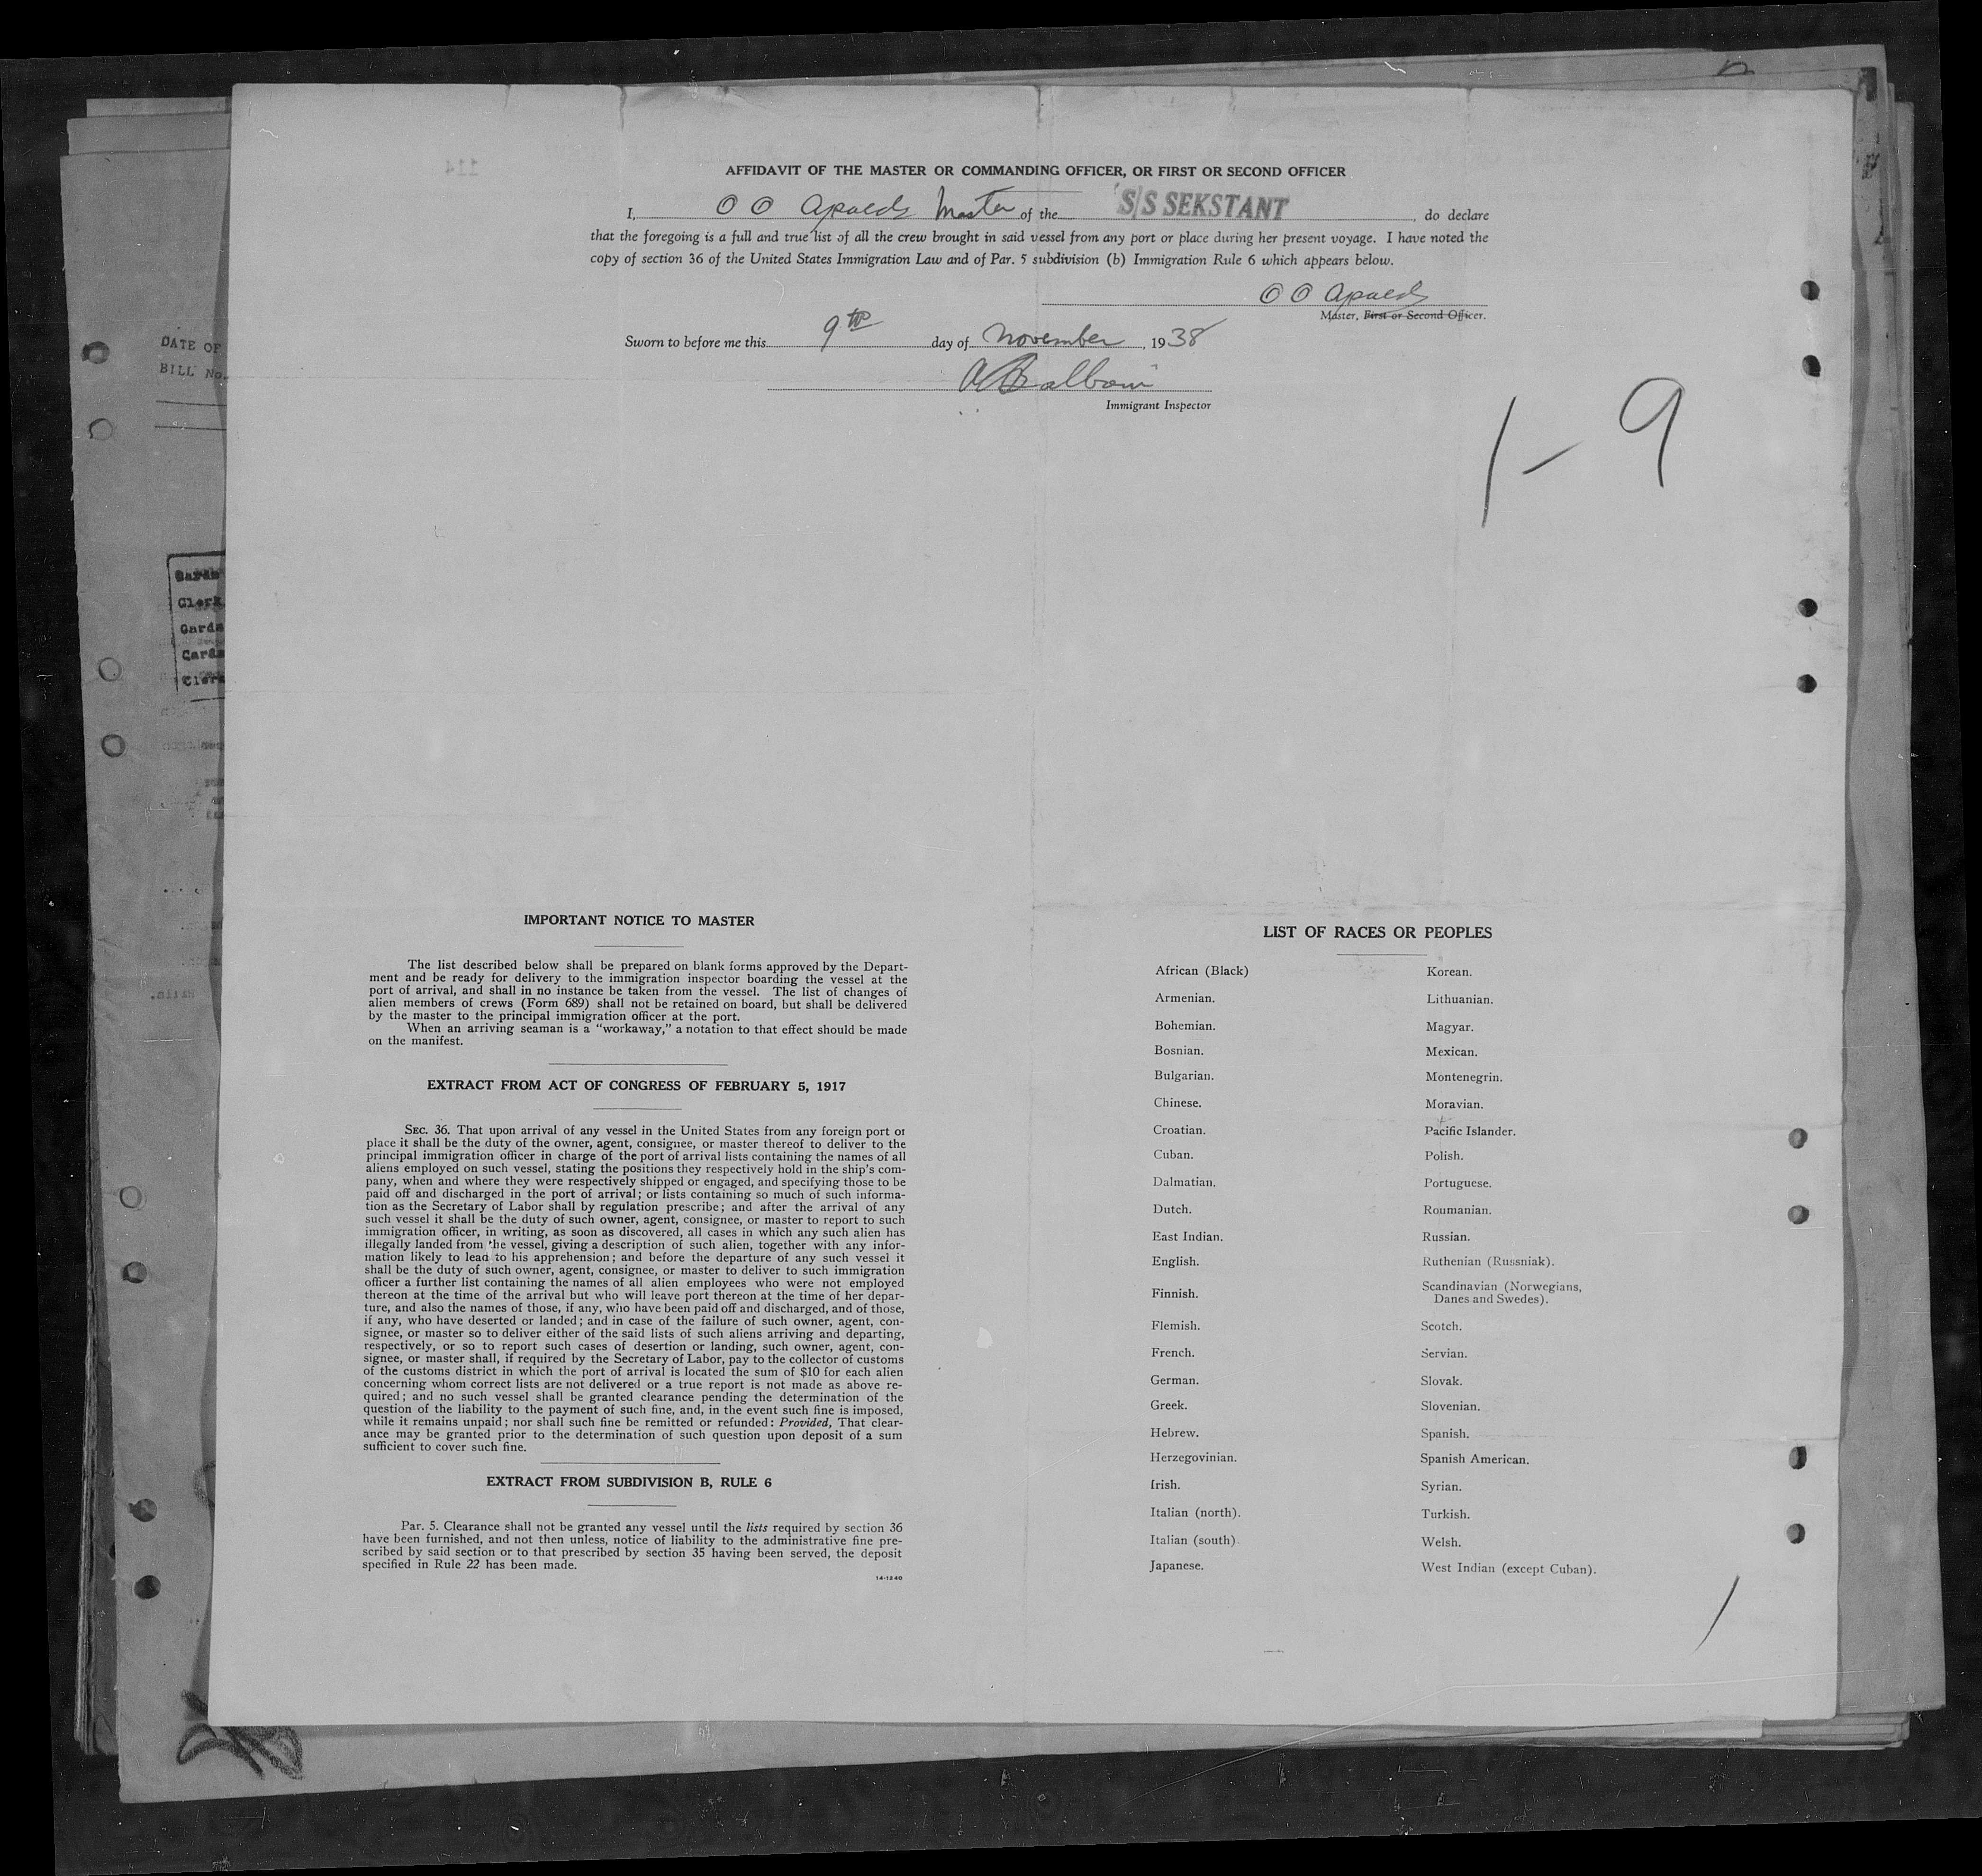 114
AFFIDAVIT OF THE MASTER OR COMMANDING OFFICER, OR FIRST OR SECOND OFFICER
I, O O Master of the S/S SEKSTANT, do declare
that the foregoing is a full and true list of all the crew brought in said vessel from any port or place during her present voyage. I have noted the
copy of section 36 of the United States Immigration Law and of Par. 5 subdivision (b) Immigration Rule 6 which appears below.
O O
Master, First or Second Officer.
Sworn to before me this 9th day of November, 1938
Immigrant Inspector
1-9
DATE OF
BILL No.
Cards
Clerk
Cards
Cards
Clerk
IMPORTANT NOTICE TO MASTER
The list described below shall be prepared on blank forms approved by the Depart-
ment and be ready for delivery to the immigration inspector boarding the vessel at the
port of arrival, and shall in no instance be taken from the vessel. The list of changes of
alien members of crews (Form 689) shall not be retained on board, but shall be delivered
by the master to the principal immigration officer at the port.
When an arriving seaman is a “workaway,” a notation to that effect should be made
on the manifest.
EXTRACT FROM ACT OF CONGRESS OF FEBRUARY 5, 1917
SEC. 36. That upon arrival of any vessel in the United States from any foreign port or
place it shall be the duty of the owner, agent, consignee, or master thereof to deliver to the
principal immigration officer in charge of the port of arrival lists containing the names of all
aliens employed on such vessel, stating the positions they respectively hold in the ship's com-
pany, when and where they were respectively shipped or engaged, and specifying those to be
paid off and discharged in the port of arrival; or lists containing so much of such informa-
tion as the Secretary of Labor shall by regulation prescribe; and after the arrival of any
such vessel it shall be the duty of such owner, agent, consignee, or master to report to such
immigration officer, in writing, as soon as discovered, all cases in which any such alien has
illegally landed from the vessel, giving a description of such alien, together with any infor-
mation likely to lead to his apprehension; and before the departure of any such vessel it
shall be the duty of such owner, agent, consignee, or master to deliver to such immigration
officer a further list containing the names of all alien employees who were not employed
thereon at the time of the arrival but who will leave port thereon at the time of her depar-
ture, and also the names of those, if any, who have been paid off and discharged, and of those,
if any, who have deserted or landed; and in case of the failure of such owner, agent, con-
signee, or master so to deliver either of the said lists of such aliens arriving and departing,
respectively, or so to report such cases of desertion or landing, such owner, agent, con-
signee, or master shall, if required by the Secretary of Labor, pay to the collector of customs
of the customs district in which the port of arrival is located the sum of $10 for each alien
concerning whom correct lists are not delivered or a true report is not made as above re-
quired; and no such vessel shall be granted clearance pending the determination of the
question of the liability to the payment of such fine, and, in the event such fine is imposed,
while it remains unpaid; nor shall such fine be remitted or refunded: Provided, That clear-
ance may be granted prior to the determination of such question upon deposit of a sum
sufficient to cover such fine.
EXTRACT FROM SUBDIVISION B, RULE 6
Par. 5. Clearance shall not be granted any vessel until the lists required by section 36
have been furnished, and not then unless, notice of liability to the administrative fine pre-
scribed by said section or to that prescribed by section 35 having been served, the deposit
specified in Rule 22 has been made.
14-1240
LIST OF RACES OR PEOPLES
African (Black)
Armenian.
Bohemian.
Bosnian.
Bulgarian.
Chinese.
Croatian.
Cuban.
Dalmatian.
Dutch.
East Indian.
English.
Finnish.
Flemish.
French.
German.
Greek.
Hebrew.
Herzegovinian.
Irish.
Italian (north).
Italian (south).
Japanese.
Korean.
Lithuanian.
Magyar.
Mexican.
Montenegrin.
Moravian.
Pacific Islander.
Polish.
Portuguese.
Roumanian.
Russian.
Ruthenian (Russniak).
Scandinavian (Norwegians,
Danes and Swedes).
Scotch.
Servian.
Slovak.
Slovenian.
Spanish.
Spanish American.
Syrian.
Turkish.
Welsh.
West Indian (except Cuban).